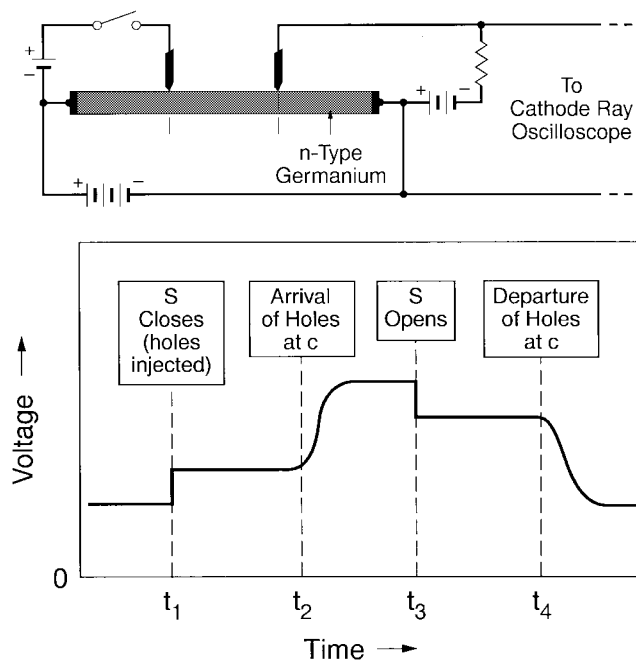 +
−
To
Cathode Ray
Oscilloscope
+ −
n-Type
Germanium
+ −
S
Closes
(holes
injected)
Arrival
of Holes
at c
S
Opens
Departure
of Holes
at c
Voltage
0
t1
t2
t3
t4
Time